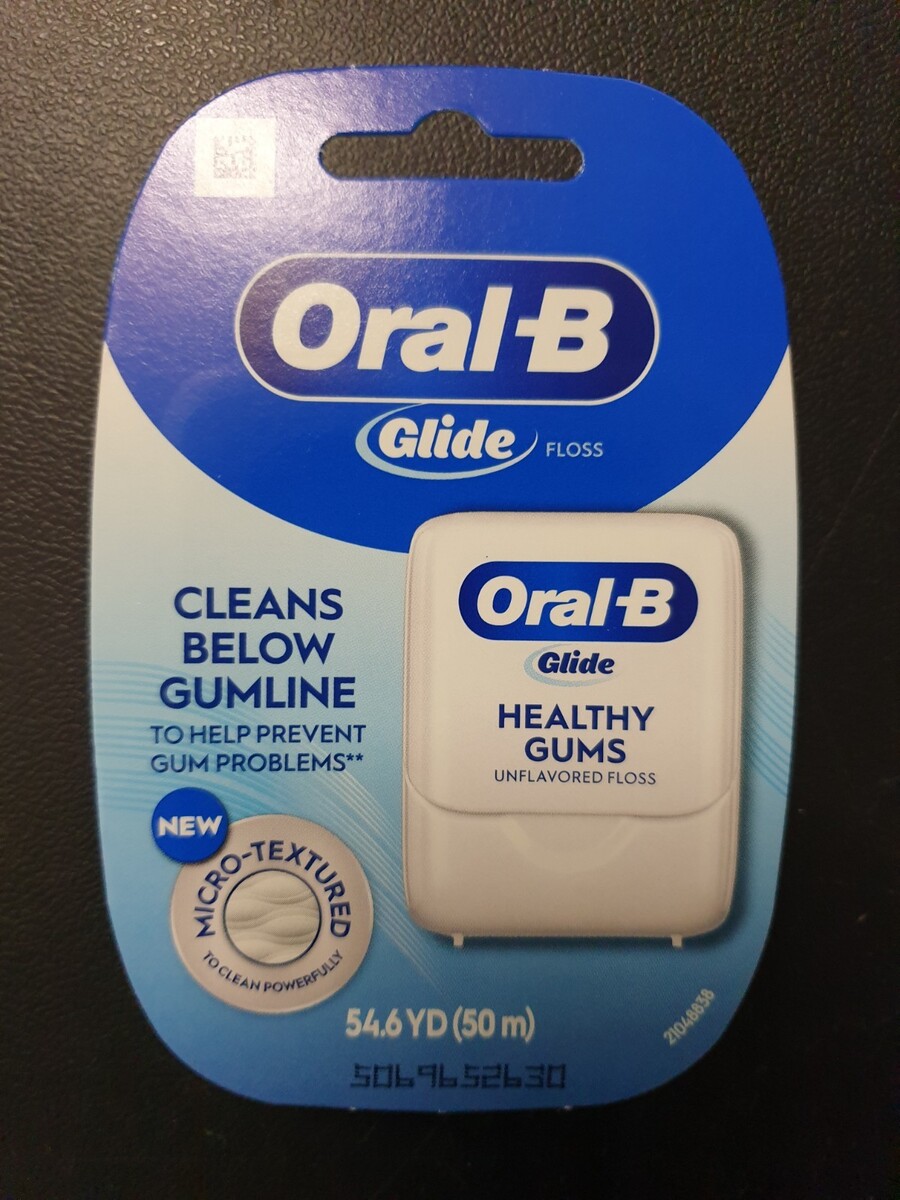 Oral-B
Glide FLOSS
CLEANS
BELOW
GUMLINE
TO HELP PREVENT
GUM PROBLEMS**
NEW
MICRO-TEXTURED
TO CLEAN POWERFULLY
Oral-B
Glide
HEALTHY
GUMS
UNFLAVORED FLOSS
54.6 YD (50 m)
21048838
5069652630